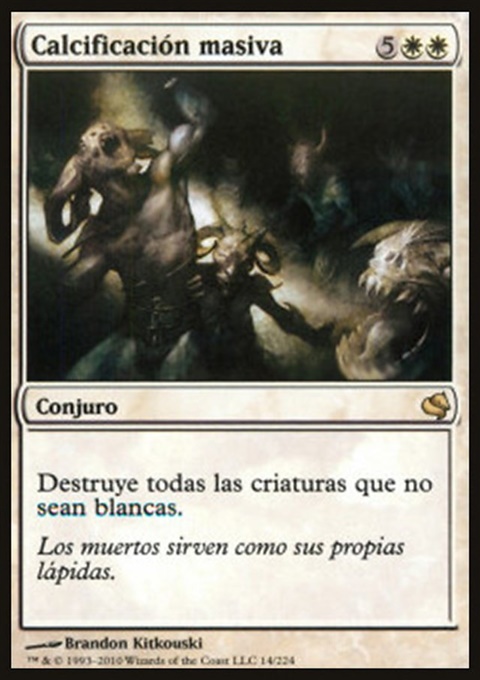 Calcificación masiva 5
Conjuro
Destruye todas las criaturas que no
sean blancas.
Los muertos sirven como sus propias
lápidas.
Brandon Kitkouski
™ & © 1993–2010 Wizards of the Coast LLC 14/224